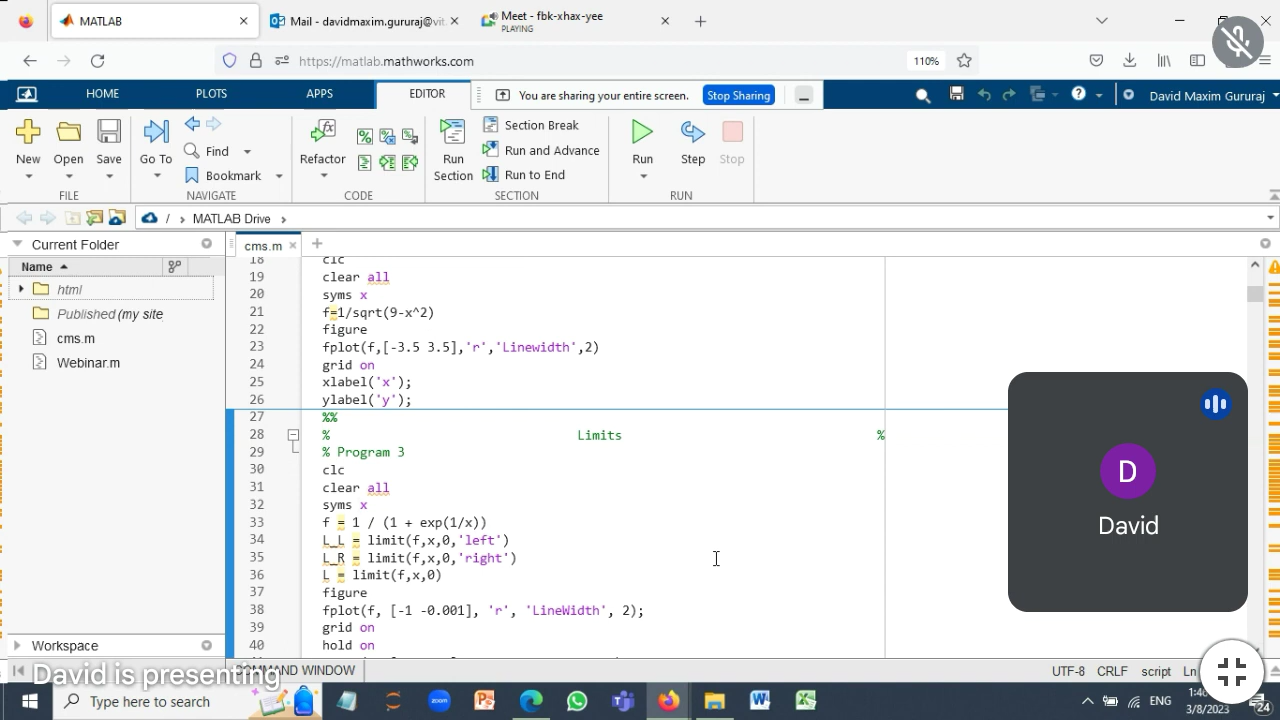 MATLAB
Mail - davidmaxim.gururaj@vit.
Meet - fbk-xhax-yee
PLAYING
https://matlab.mathworks.com
110%
HOME
PLOTS
APPS
EDITOR
You are sharing your entire screen.
Stop Sharing
David Maxim Gururaj
New
Open
Save
Go To
Find
Bookmark
Refactor
Run
Section
Section Break
Run and Advance
Run to End
Run
Step
Stop
FILE
NAVIGATE
CODE
SECTION
RUN
/ > MATLAB Drive >
Current Folder
cms.m
Name
html
Published (my site
cms.m
Webinar.m
18 clc
19 clear all
20 syms x
21 f=1/sqrt(9-x^2)
22 figure
23 fplot(f,[-3.5 3.5],'r','Linewidth',2)
24 grid on
25 xlabel('x');
26 ylabel('y');
27 %%
28 % Limits %
29 % Program 3
30 clc
31 clear all
32 syms x
33 f = 1 / (1 + exp(1/x))
34 L_L = limit(f,x,0,'left')
35 L_R = limit(f,x,0,'right')
36 L = limit(f,x,0)
37 figure
38 fplot(f, [-1 -0.001], 'r', 'LineWidth', 2);
39 grid on
40 hold on
D
David
Workspace
COMMAND WINDOW
UTF-8
CRLF
script
Ln
David is presenting
Type here to search
zoom
ENG
3/8/2023
24